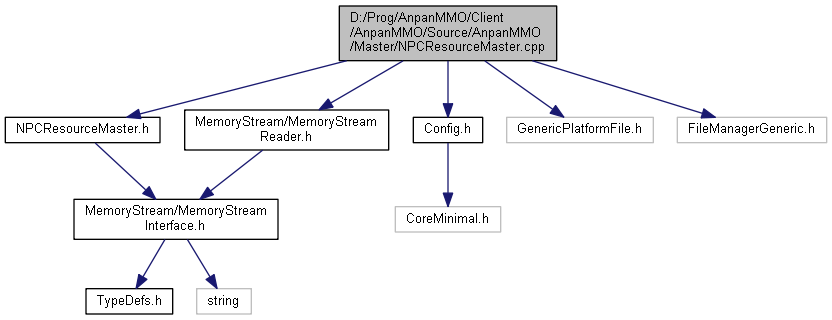 D:/Prog/AnpanMMO/Client
/AnpanMMO/Source/AnpanMMO
/Master/NPCResourceMaster.cpp
NPCResourceMaster.h
MemoryStream/MemoryStream
Reader.h
Config.h
GenericPlatformFile.h
FileManagerGeneric.h
MemoryStream/MemoryStream
Interface.h
CoreMinimal.h
TypeDefs.h
string